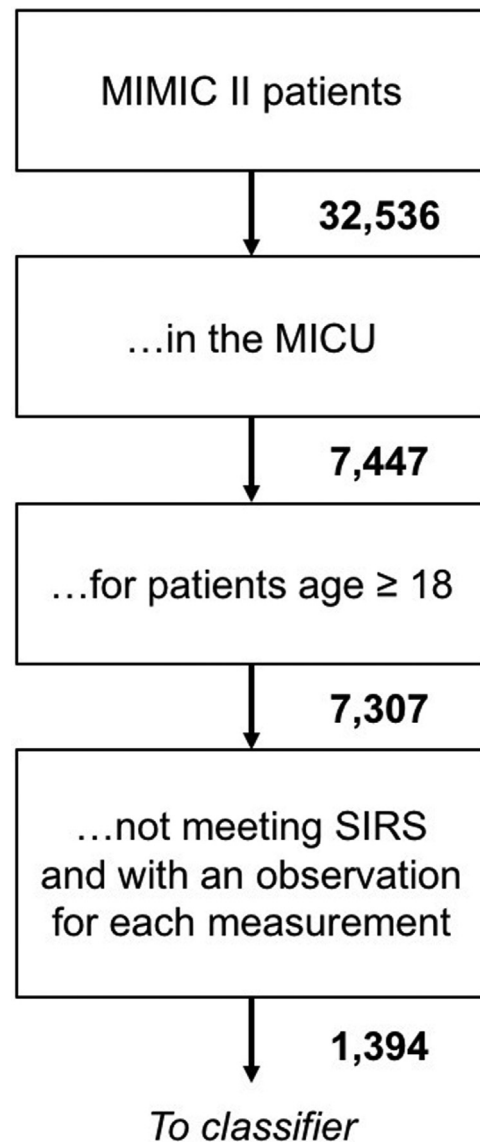 MIMIC II patients
32,536
…in the MICU
7,447
…for patients age ≥ 18
7,307
…not meeting SIRS
and with an observation
for each measurement
1,394
To classifier